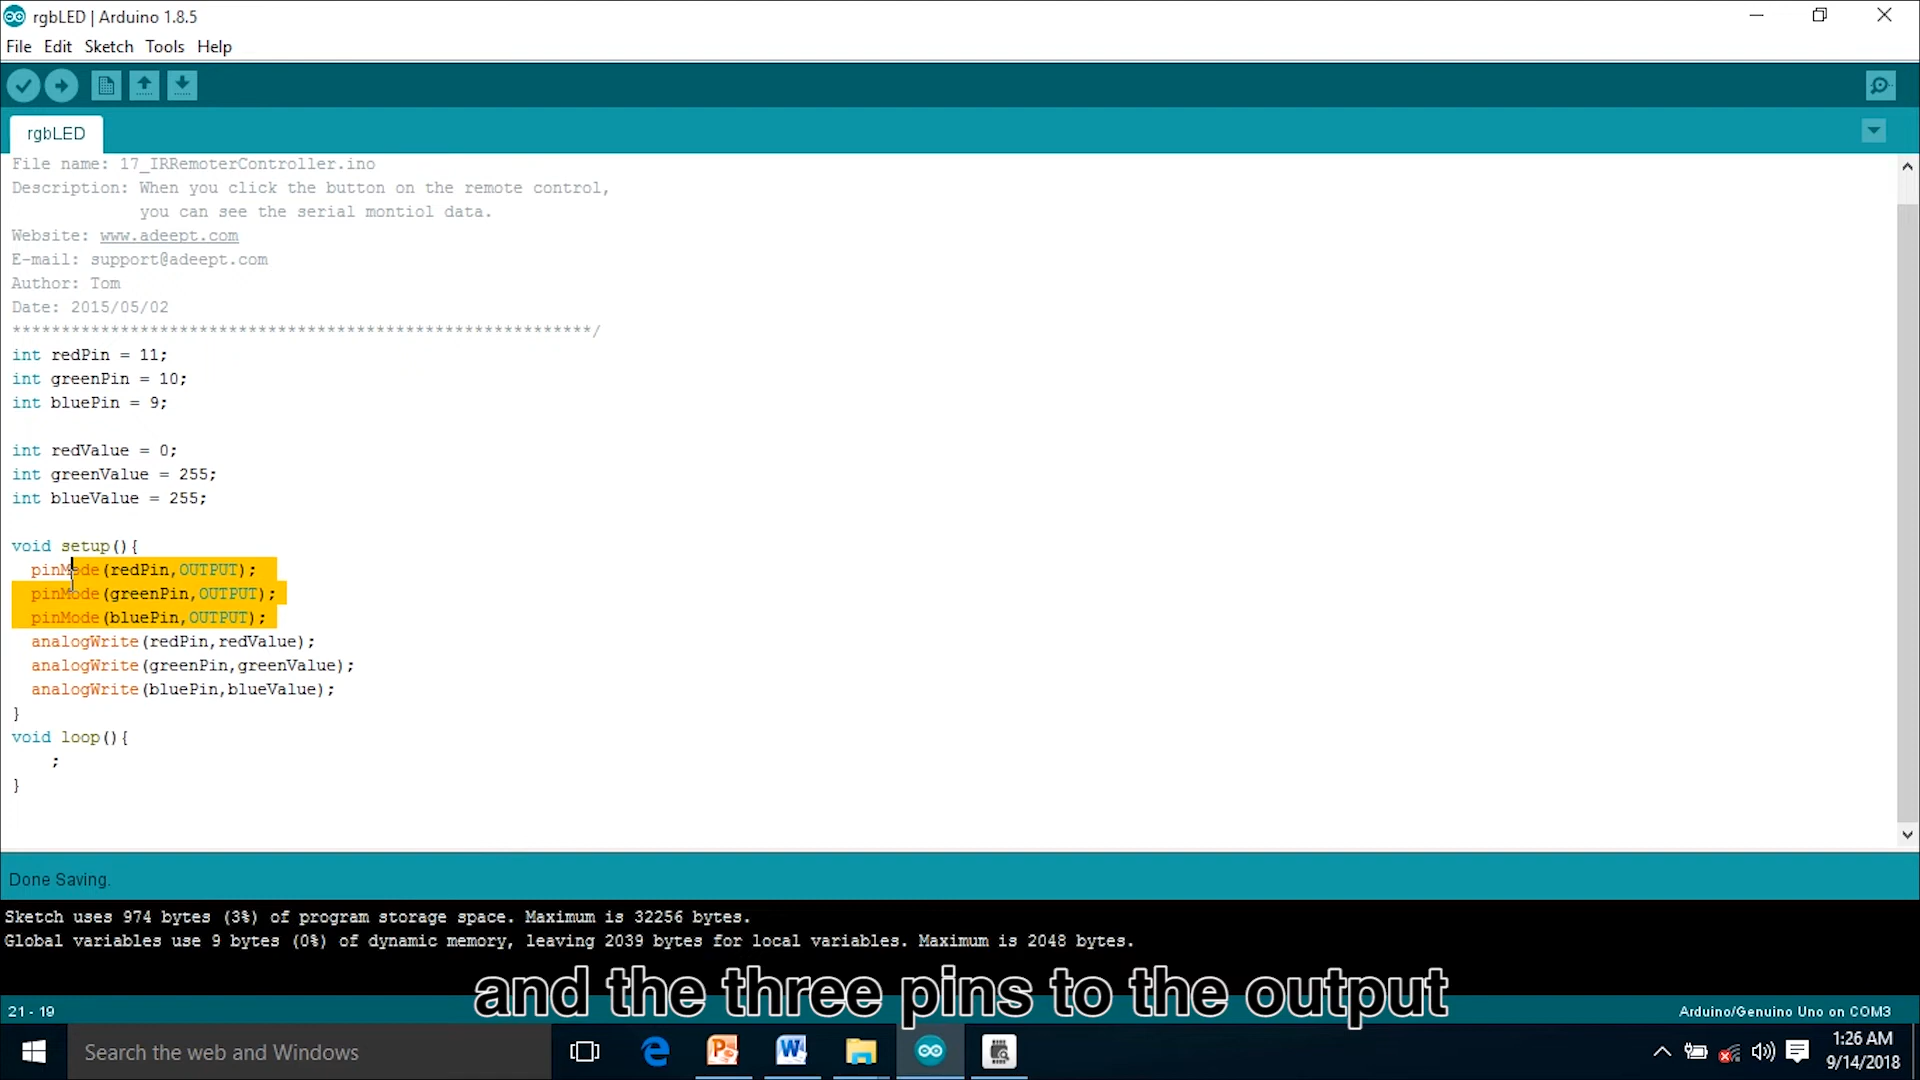 rgbLED | Arduino 1.8.5
File Edit Sketch Tools Help
rgbLED
File name: 17_IRRemoterController.ino
Description: When you click the button on the remote control,
you can see the serial montiol data.
Website: www.adeept.com
E-mail: support@adeept.com
Author: Tom
Date: 2015/05/02
***********************************************************/
int redPin = 11;
int greenPin = 10;
int bluePin = 9;
int redValue = 0;
int greenValue = 255;
int blueValue = 255;
void setup(){
pinMode(redPin,OUTPUT);
pinMode(greenPin,OUTPUT);
pinMode(bluePin,OUTPUT);
analogWrite(redPin,redValue);
analogWrite(greenPin,greenValue);
analogWrite(bluePin,blueValue);
}
void loop(){
;
}
Done Saving.
Sketch uses 974 bytes (3%) of program storage space. Maximum is 32256 bytes.
Global variables use 9 bytes (0%) of dynamic memory, leaving 2039 bytes for local variables. Maximum is 2048 bytes.
and the three pins to the output
21 - 19
Arduino/Genuino Uno on COM3
Search the web and Windows
1:26 AM
9/14/2018